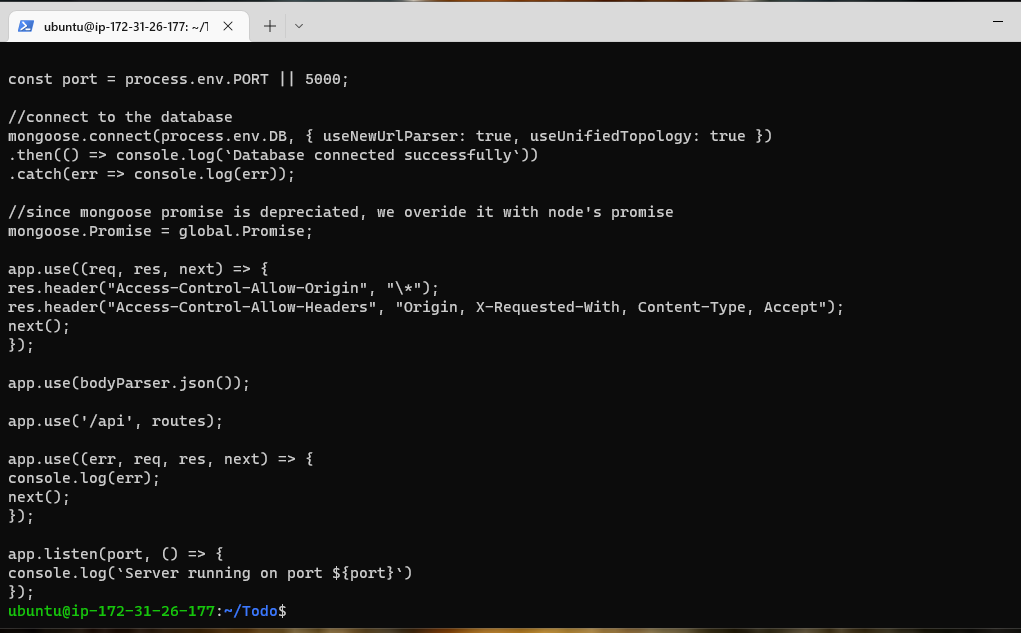 ubuntu@ip-172-31-26-177: ~/T
const port = process.env.PORT || 5000;
//connect to the database
mongoose.connect(process.env.DB, { useNewUrlParser: true, useUnifiedTopology: true })
.then(() => console.log(`Database connected successfully`))
.catch(err => console.log(err));
//since mongoose promise is depreciated, we overide it with node's promise
mongoose.Promise = global.Promise;
app.use((req, res, next) => {
res.header("Access-Control-Allow-Origin", "\*");
res.header("Access-Control-Allow-Headers", "Origin, X-Requested-With, Content-Type, Accept");
next();
});
app.use(bodyParser.json());
app.use('/api', routes);
app.use((err, req, res, next) => {
console.log(err);
next();
});
app.listen(port, () => {
console.log(`Server running on port ${port}`)
});
ubuntu@ip-172-31-26-177:~/Todo$